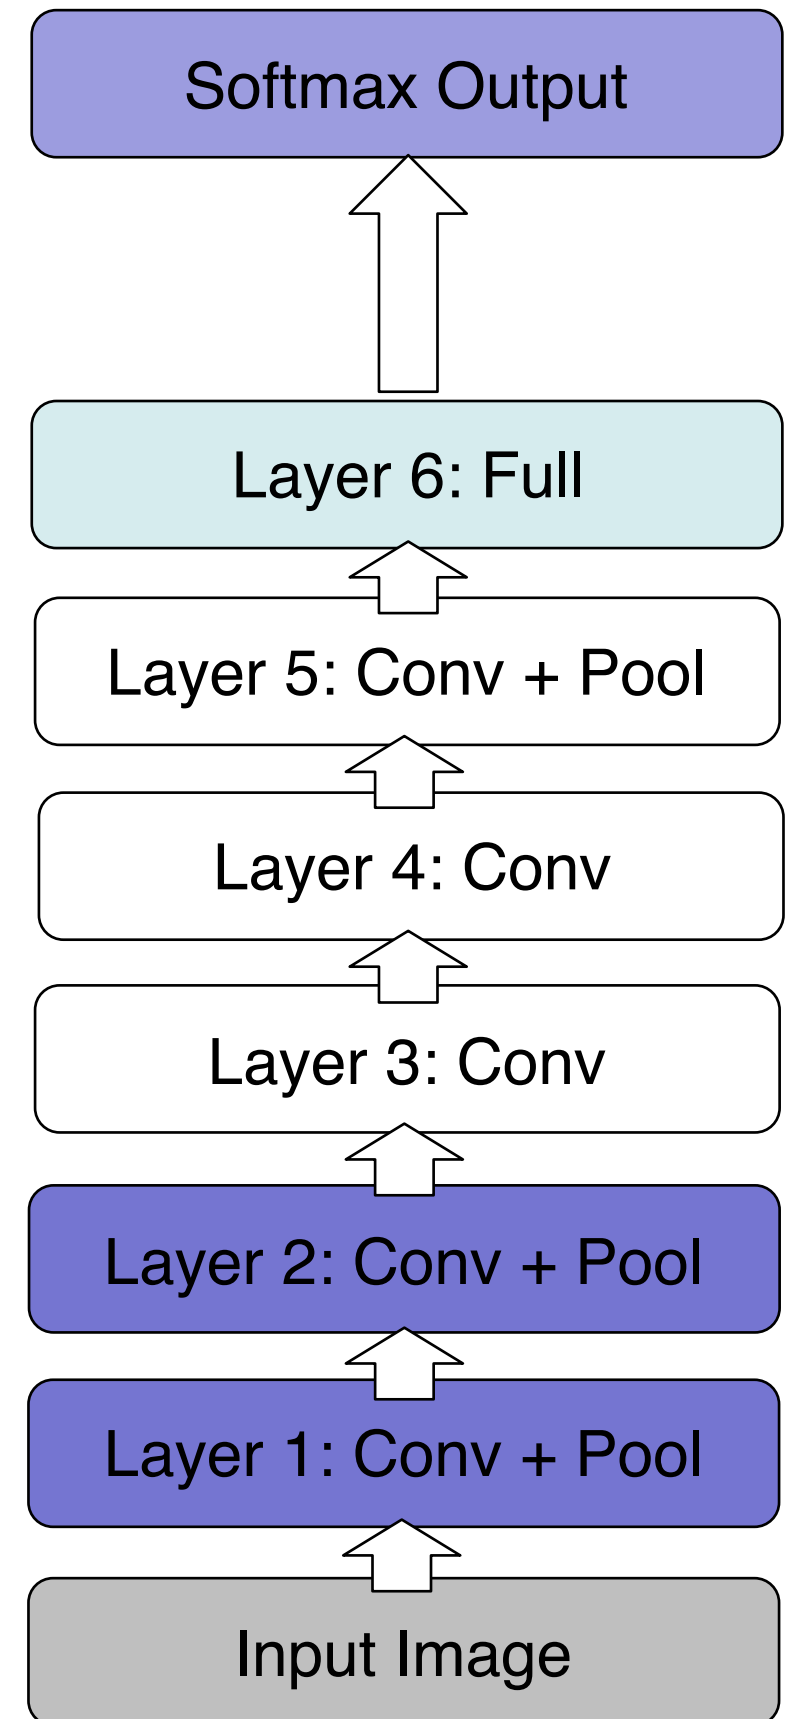 Softmax Output
Layer 6: Full
Layer 5: Conv + Pool
Layer 4: Conv
Layer 3: Conv
Layer 2: Conv + Pool
Layer 1: Conv + Pool
Input Image